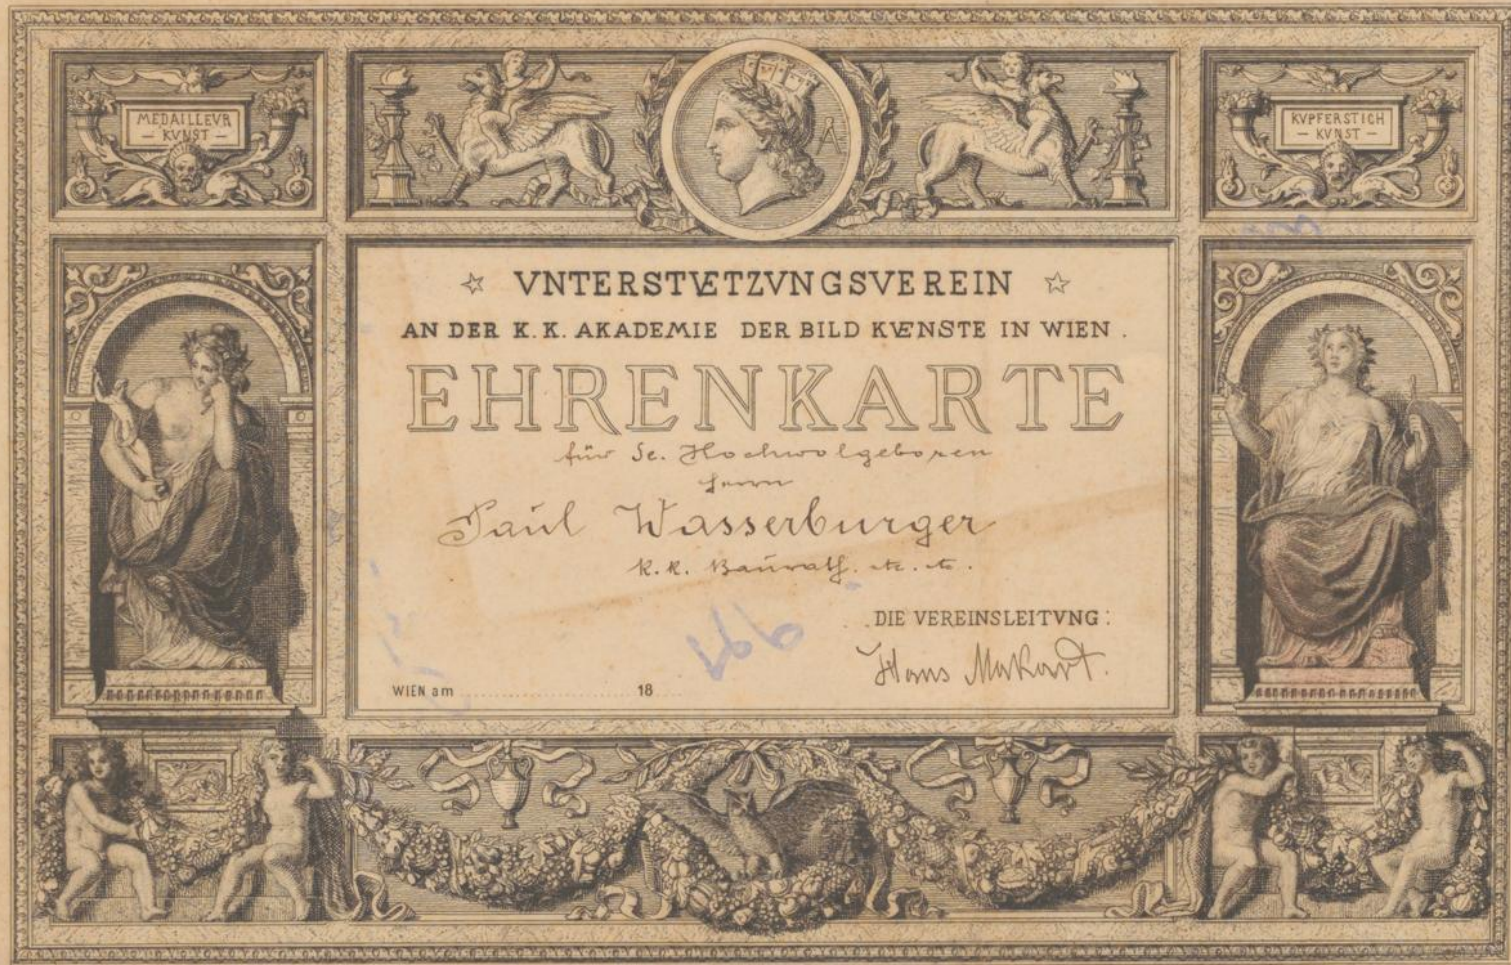 MEDAILLEVR
— KVNST —
KVPFERSTICH
— KVNST —
☆ VNTERSTVETZVNGSVEREIN ☆
AN DER K.K. AKADEMIE DER BILD KVENSTE IN WIEN.
EHRENKARTE
für Se. Hochwolgeboren
Herrn
Paul Wasserburger
k.k. Baurath. etc. etc.
DIE VEREINSLEITVNG:
Hans Makart.
WIEN am .................... 18